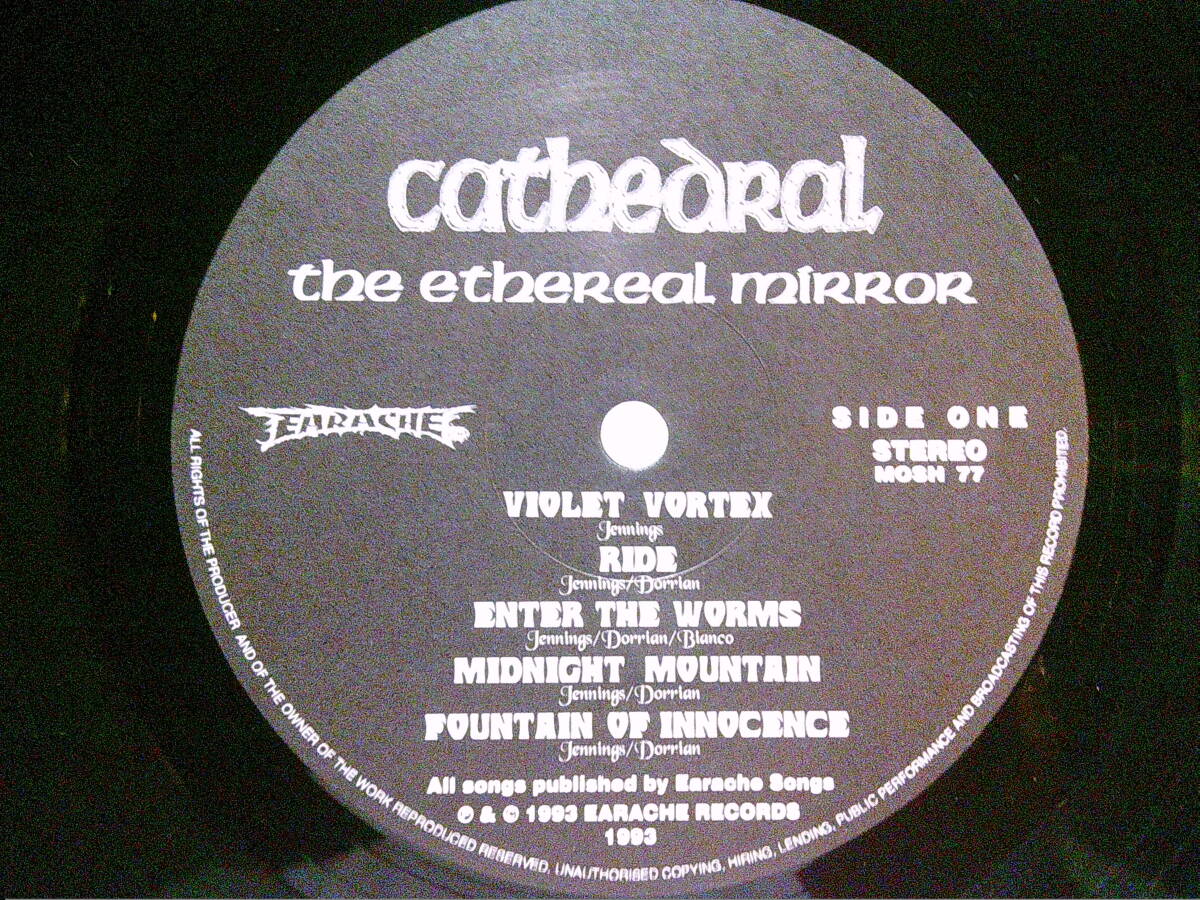 cathedral
the ethereal mirror
EARACHE
SIDE ONE
STEREO
MOSH 77
VIOLET VORTEX
Jennings
RIDE
Jennings/Dorrian
ENTER THE WORMS
Jennings/Dorrian/Blanco
MIDNIGHT MOUNTAIN
Jennings/Dorrian
FOUNTAIN OF INNOCENCE
Jennings/Dorrian
All songs published by Earache Songs
℗ & © 1993 EARACHE RECORDS
1993
ALL RIGHTS OF THE PRODUCER AND OF THE OWNER OF THE WORK REPRODUCED RESERVED. UNAUTHORISED COPYING, HIRING, LENDING, PUBLIC PERFORMANCE AND BROADCASTING OF THIS RECORD PROHIBITED.